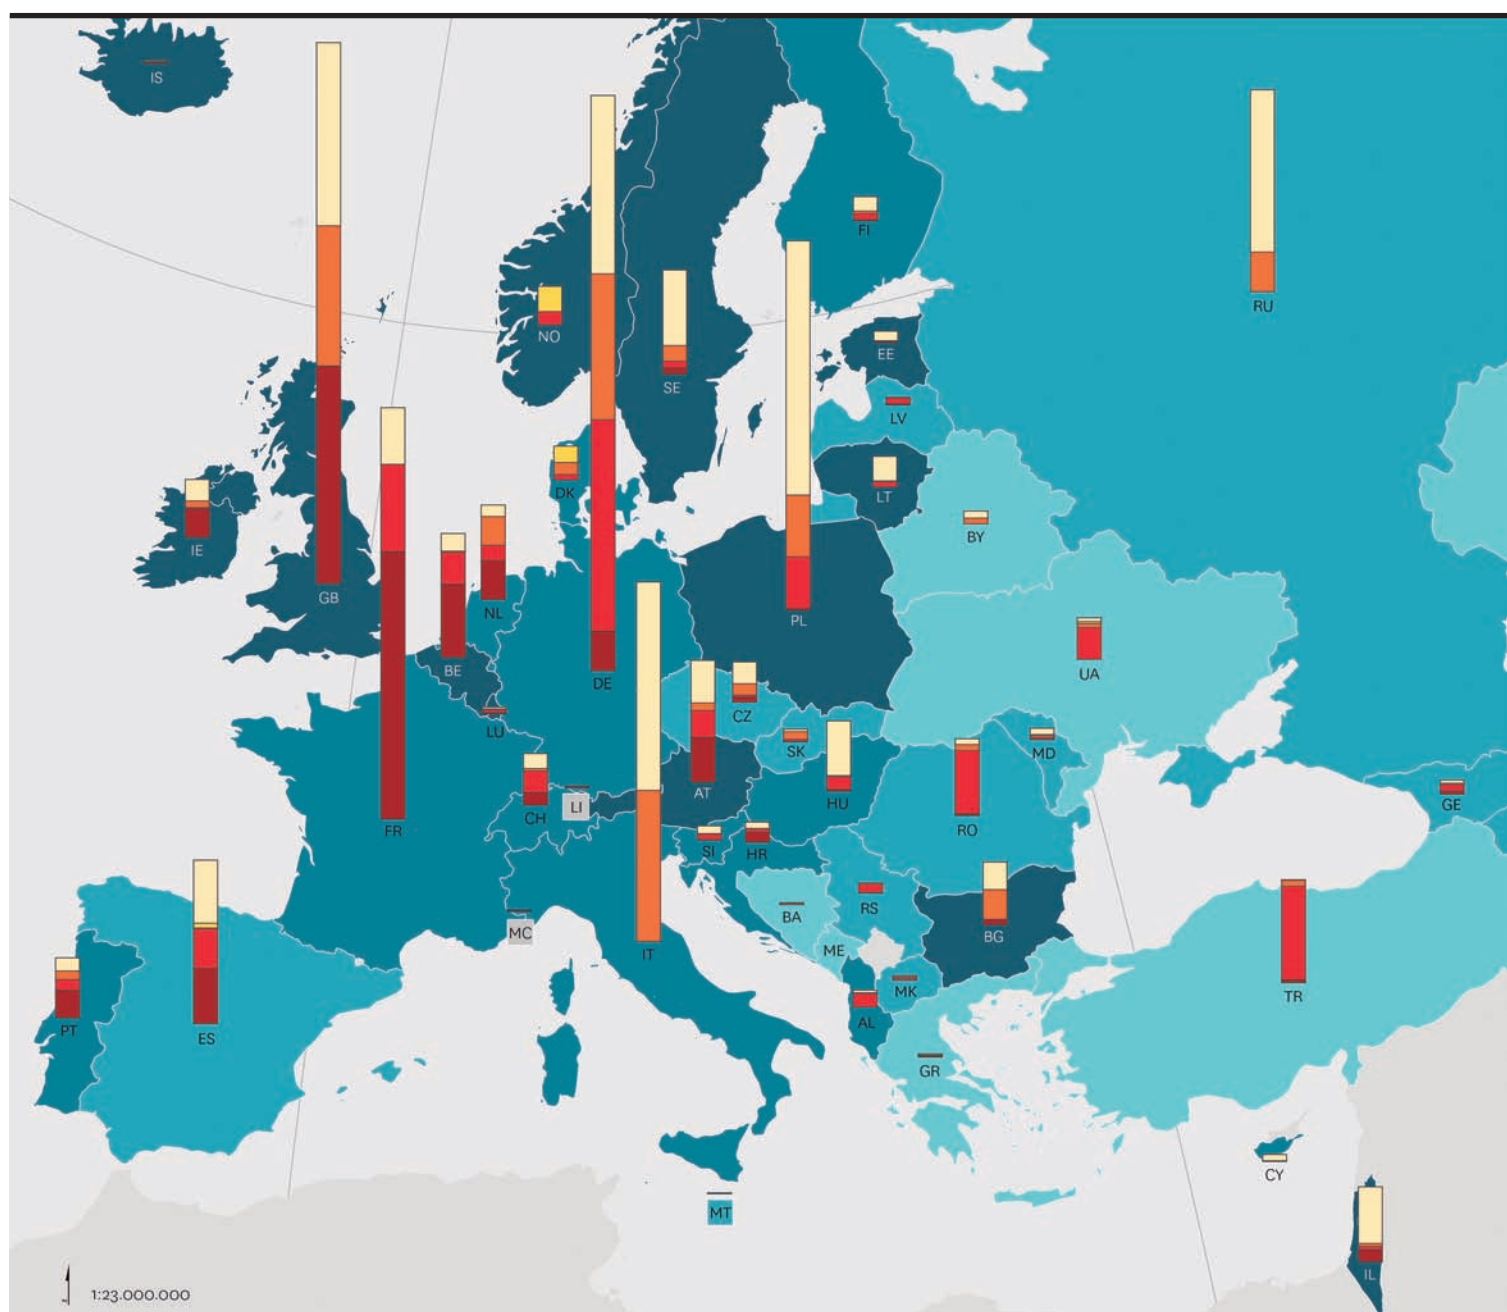 IS
FI
RU
NO
EE
SE
LV
DK
LT
BY
IE
GB
NL
PL
BE
UA
DE
CZ
LU
SK
MD
AT
HU
GE
LI
CH
FR
RO
SI
HR
RS
BA
MC
BG
ME
IT
MK
TR
AL
PT
ES
GR
CY
MT
IL
1:23.000.000